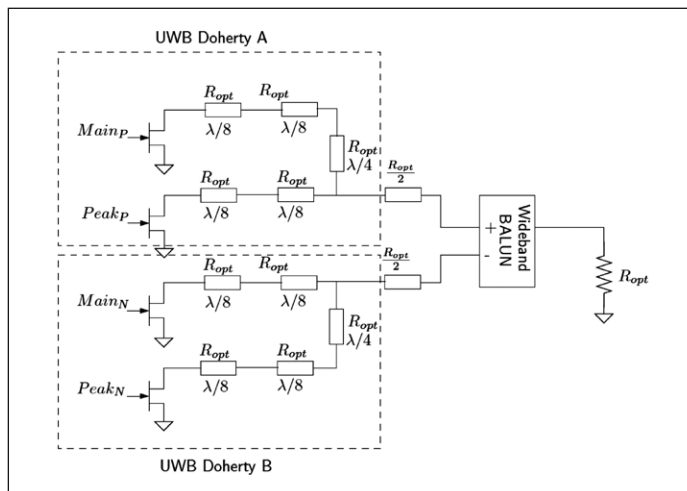 UWB Doherty A
R_opt R_opt
Main_P λ/8 λ/8
R_opt
λ/4
R_opt R_opt R_opt/2
Peak_P λ/8 λ/8
Wideband
BALUN
+
-
R_opt
R_opt R_opt R_opt/2
Main_N λ/8 λ/8
R_opt
λ/4
R_opt R_opt
Peak_N λ/8 λ/8
UWB Doherty B